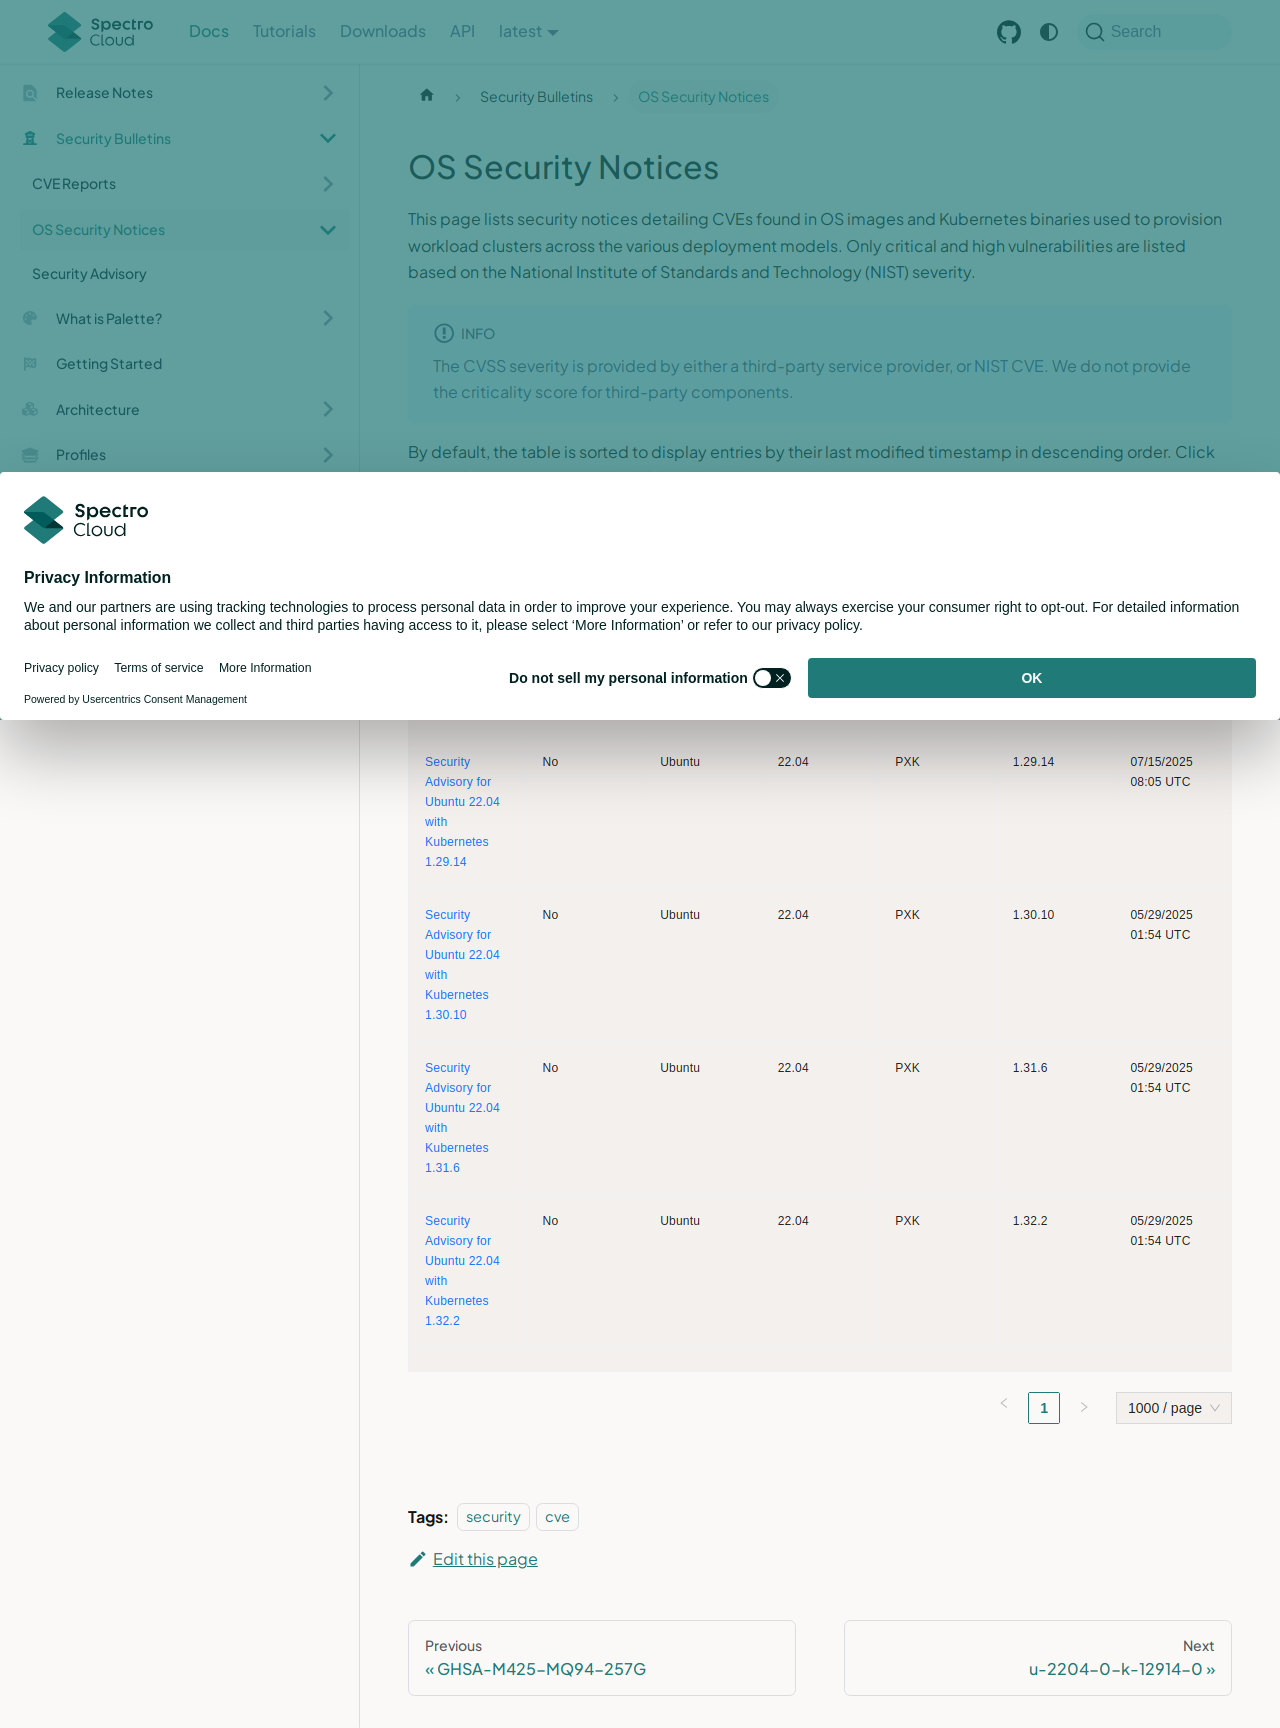 Spectro Cloud
Docs Tutorials Downloads API latest Search
Release Notes
Security Bulletins
CVE Reports
OS Security Notices
Security Advisory
What is Palette?
Getting Started
Architecture
Profiles
Security Bulletins OS Security Notices
OS Security Notices
This page lists security notices detailing CVEs found in OS images and Kubernetes binaries used to provision
workload clusters across the various deployment models. Only critical and high vulnerabilities are listed
based on the National Institute of Standards and Technology (NIST) severity.
INFO
The CVSS severity is provided by either a third-party service provider, or NIST CVE. We do not provide
the criticality score for third-party components.
By default, the table is sorted to display entries by their last modified timestamp in descending order. Click
Spectro
Cloud
Privacy Information
We and our partners are using tracking technologies to process personal data in order to improve your experience. You may always exercise your consumer right to opt-out. For detailed information
about personal information we collect and third parties having access to it, please select ‘More Information’ or refer to our privacy policy.
Privacy policy Terms of service More Information
Powered by Usercentrics Consent Management
Do not sell my personal information
OK
Security No Ubuntu 22.04 PXK 1.29.14 07/15/2025
Advisory for 08:05 UTC
Ubuntu 22.04
with
Kubernetes
1.29.14
Security No Ubuntu 22.04 PXK 1.30.10 05/29/2025
Advisory for 01:54 UTC
Ubuntu 22.04
with
Kubernetes
1.30.10
Security No Ubuntu 22.04 PXK 1.31.6 05/29/2025
Advisory for 01:54 UTC
Ubuntu 22.04
with
Kubernetes
1.31.6
Security No Ubuntu 22.04 PXK 1.32.2 05/29/2025
Advisory for 01:54 UTC
Ubuntu 22.04
with
Kubernetes
1.32.2
1 1000 / page
Tags: security cve
Edit this page
Previous
« GHSA-M425-MQ94-257G
Next
u-2204-0-k-12914-0 »